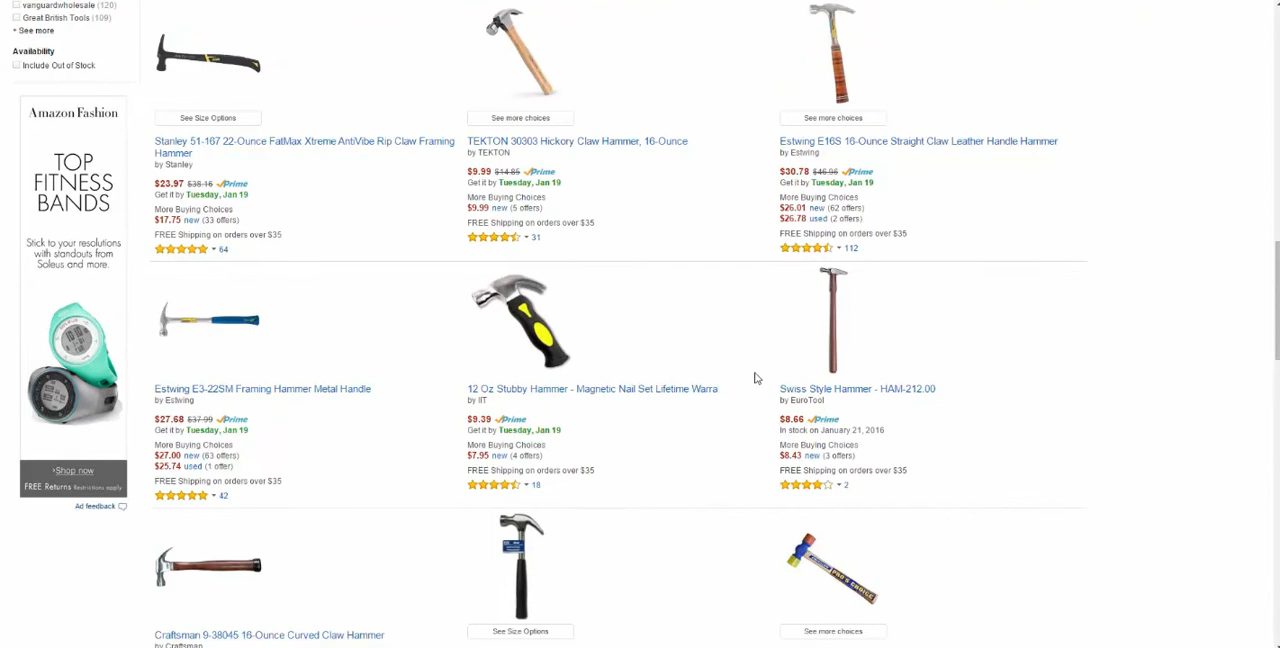 vanguardwholesale (120)
Great British Tools (109)
+ See more
Availability
Include Out of Stock
Amazon Fashion
TOP
FITNESS
BANDS
Stick to your resolutions
with standouts from
Soleus and more.
›Shop now
FREE Returns Restrictions apply
Ad feedback
See Size Options
Stanley 51-167 22-Ounce FatMax Xtreme AntiVibe Rip Claw Framing
Hammer
by Stanley
$23.97 $38.16 Prime
Get it by Tuesday, Jan 19
More Buying Choices
$17.75 new (33 offers)
FREE Shipping on orders over $35
64
See more choices
TEKTON 30303 Hickory Claw Hammer, 16-Ounce
by TEKTON
$9.99 $14.85 Prime
Get it by Tuesday, Jan 19
More Buying Choices
$9.99 new (5 offers)
FREE Shipping on orders over $35
31
See more choices
Estwing E16S 16-Ounce Straight Claw Leather Handle Hammer
by Estwing
$30.78 $46.96 Prime
Get it by Tuesday, Jan 19
More Buying Choices
$26.01 new (62 offers)
$26.78 used (2 offers)
FREE Shipping on orders over $35
112
Estwing E3-22SM Framing Hammer Metal Handle
by Estwing
$27.68 $37.99 Prime
Get it by Tuesday, Jan 19
More Buying Choices
$27.00 new (63 offers)
$25.74 used (1 offer)
FREE Shipping on orders over $35
42
12 Oz Stubby Hammer - Magnetic Nail Set Lifetime Warra
by IIT
$9.39 Prime
Get it by Tuesday, Jan 19
More Buying Choices
$7.95 new (4 offers)
FREE Shipping on orders over $35
18
Swiss Style Hammer - HAM-212.00
by EuroTool
$8.66 Prime
In stock on January 21, 2016
More Buying Choices
$8.43 new (3 offers)
FREE Shipping on orders over $35
2
Craftsman 9-38045 16-Ounce Curved Claw Hammer
by Craftsman
See Size Options
PRO'S CHOICE
See more choices